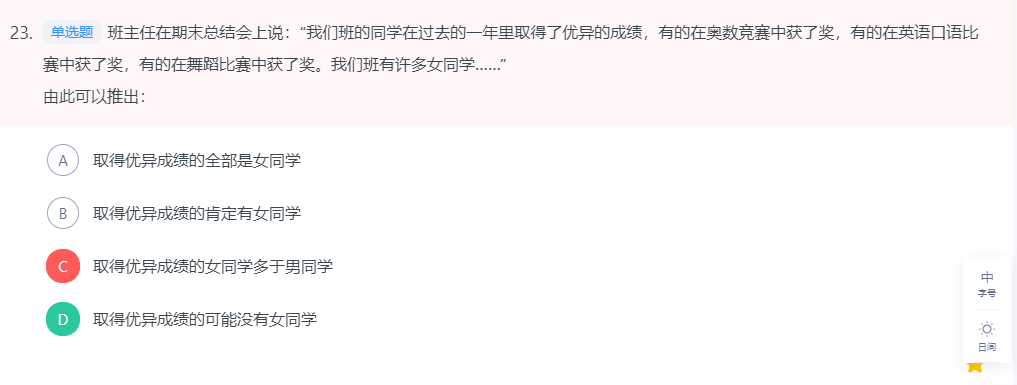 23. 单选题 班主任在期末总结会上说：“我们班的同学在过去的一年里取得了优异的成绩，有的在奥数竞赛中获了奖，有的在英语口语比
赛中获了奖，有的在舞蹈比赛中获了奖。我们班有许多女同学……”
由此可以推出：
A 取得优异成绩的全部是女同学
B 取得优异成绩的肯定有女同学
C 取得优异成绩的女同学多于男同学
D 取得优异成绩的可能没有女同学
中
字号
日间